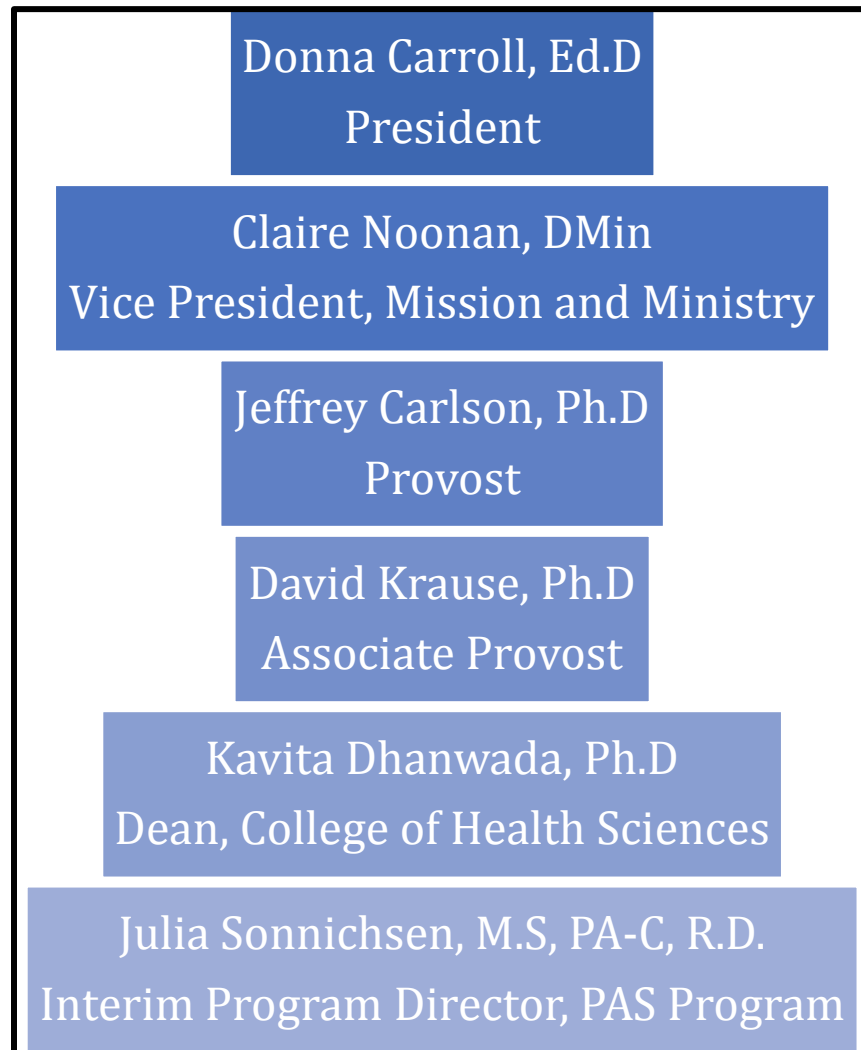 Donna Carroll, Ed.D
President
Claire Noonan, DMin
Vice President, Mission and Ministry
Jeffrey Carlson, Ph.D
Provost
David Krause, Ph.D
Associate Provost
Kavita Dhanwada, Ph.D
Dean, College of Health Sciences
Julia Sonnichsen, M.S, PA-C, R.D.
Interim Program Director, PAS Program